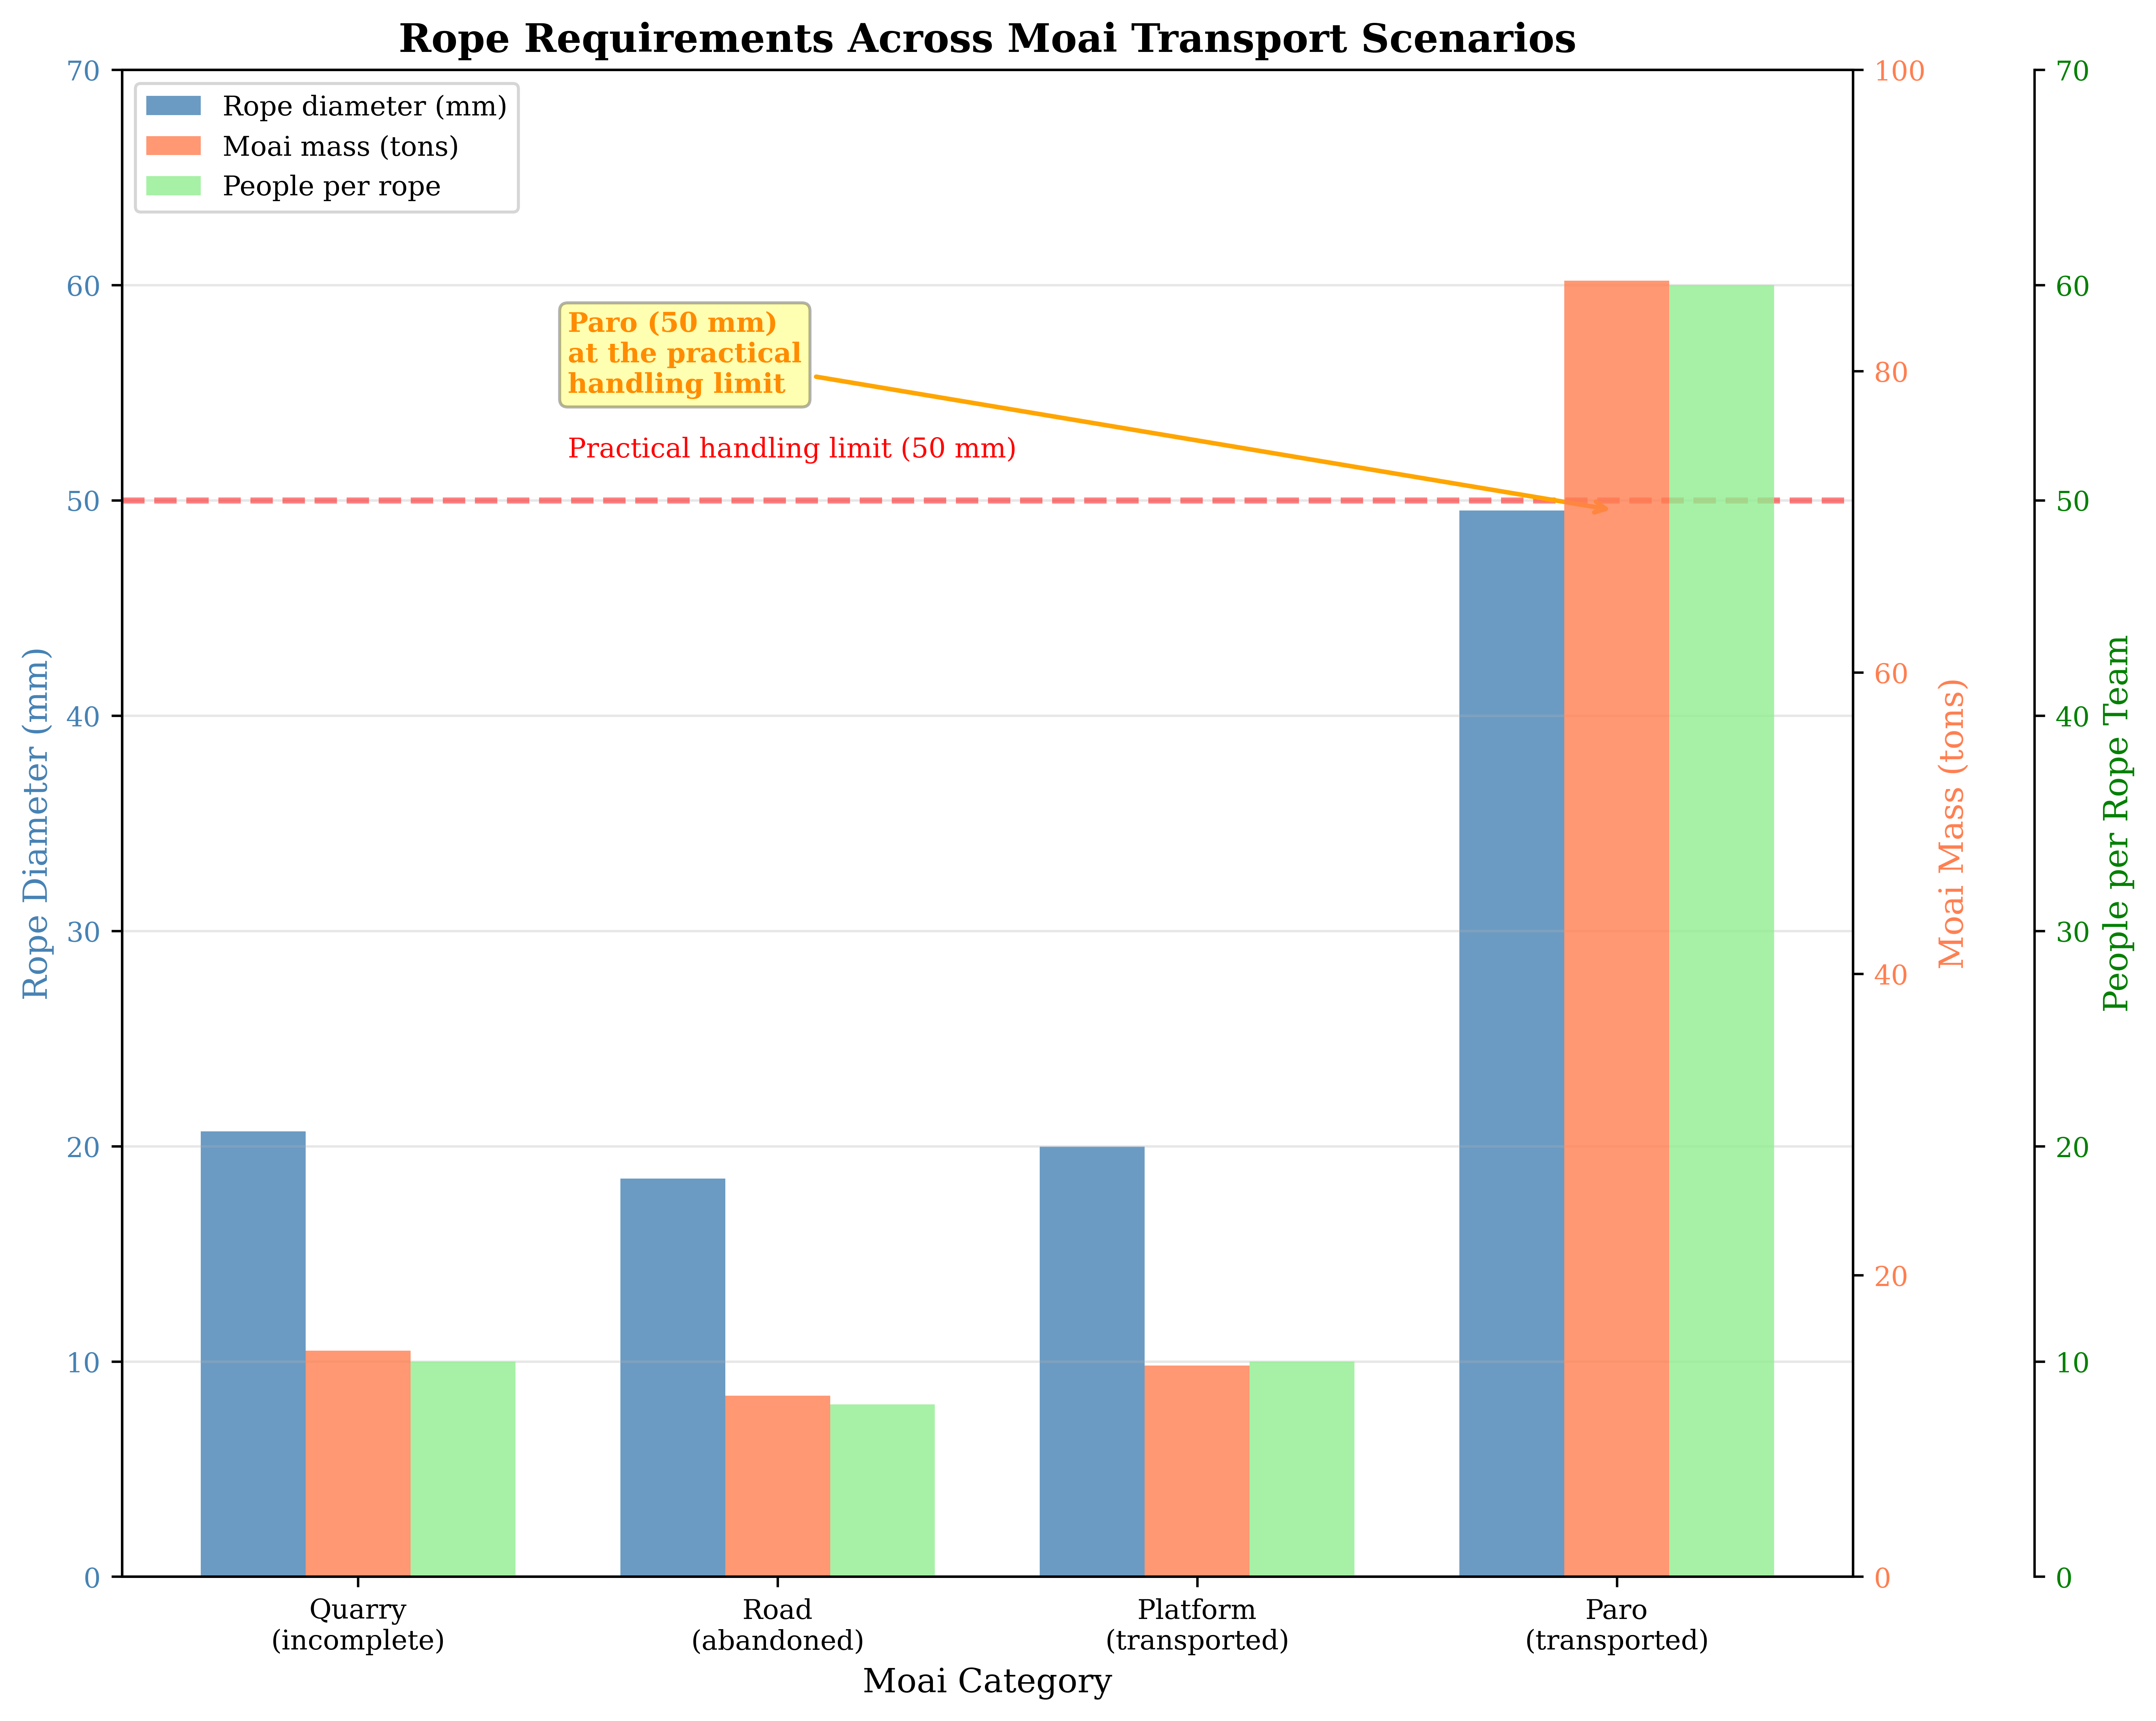 Rope Requirements Across Moai Transport Scenarios
Rope diameter (mm)
Moai mass (tons)
People per rope
Paro (50 mm)
at the practical
handling limit
Practical handling limit (50 mm)
Rope Diameter (mm)
70
60
50
40
30
20
10
0
100
80
60
40
20
0
Moai Mass (tons)
70
60
50
40
30
20
10
0
People per Rope Team
Quarry
(incomplete)
Road
(abandoned)
Platform
(transported)
Paro
(transported)
Moai Category